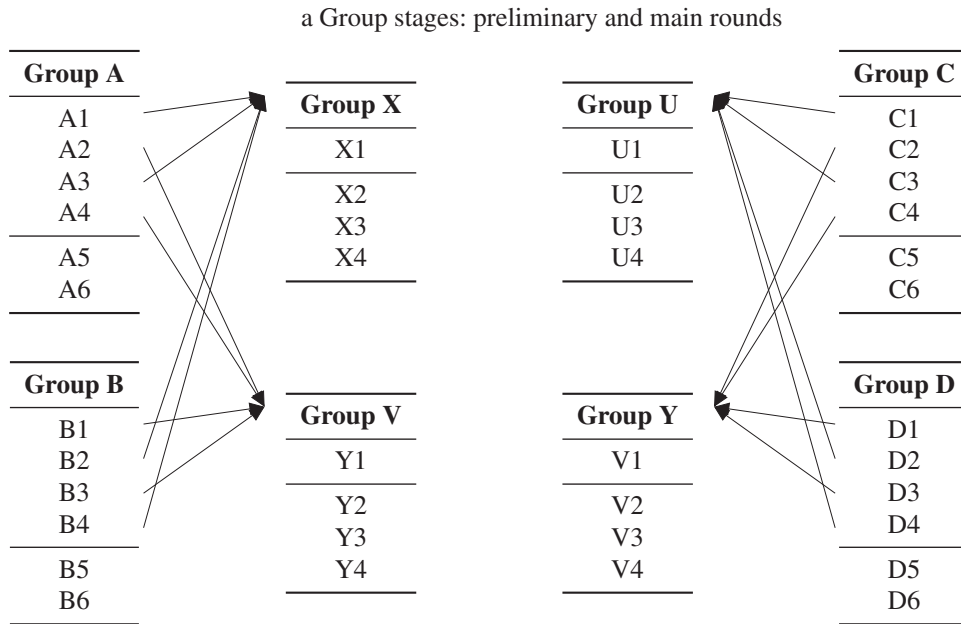 a Group stages: preliminary and main rounds
Group A
A1
A2
A3
A4
A5
A6
Group B
B1
B2
B3
B4
B5
B6
Group X
X1
X2
X3
X4
Group V
Y1
Y2
Y3
Y4
Group U
U1
U2
U3
U4
Group Y
V1
V2
V3
V4
Group C
C1
C2
C3
C4
C5
C6
Group D
D1
D2
D3
D4
D5
D6